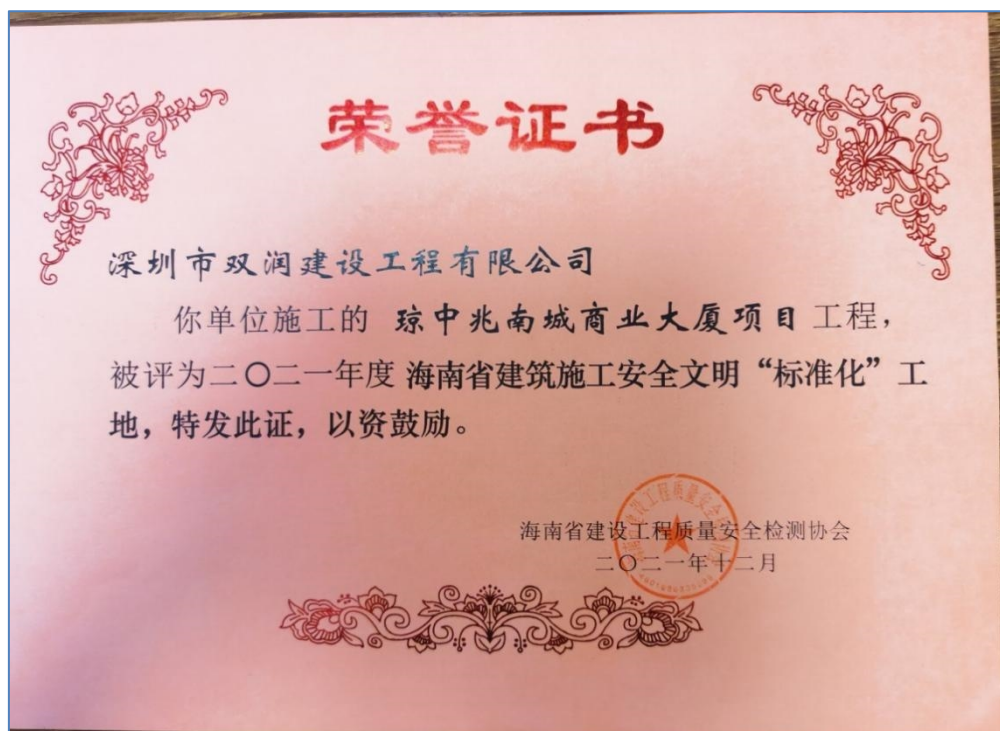 荣誉证书
深圳市双润建设工程有限公司
你单位施工的 琼中兆南城商业大厦项目 工程，
被评为二〇二一年度 海南省建筑施工安全文明“标准化”工
地，特发此证，以资鼓励。
海南省建设工程质量安全检测协会
二〇二一年十二月